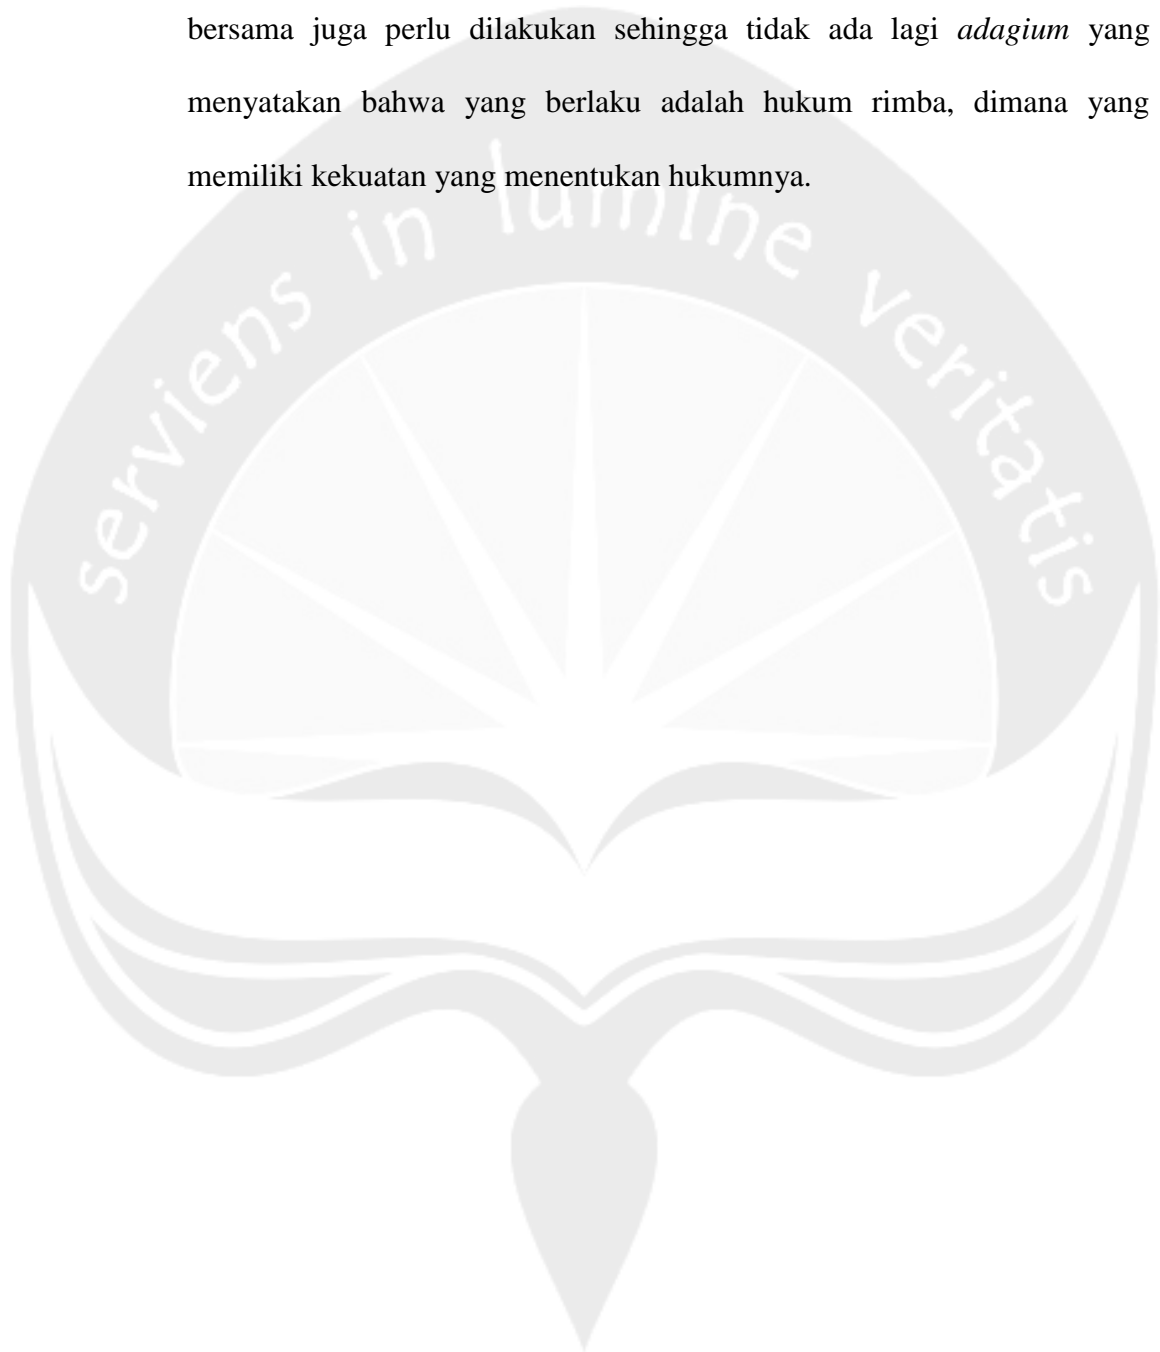 bersama juga perlu dilakukan sehingga tidak ada lagi adagium yang
menyatakan bahwa yang berlaku adalah hukum rimba, dimana yang
memiliki kekuatan yang menentukan hukumnya.
serviens in lumine veritatis